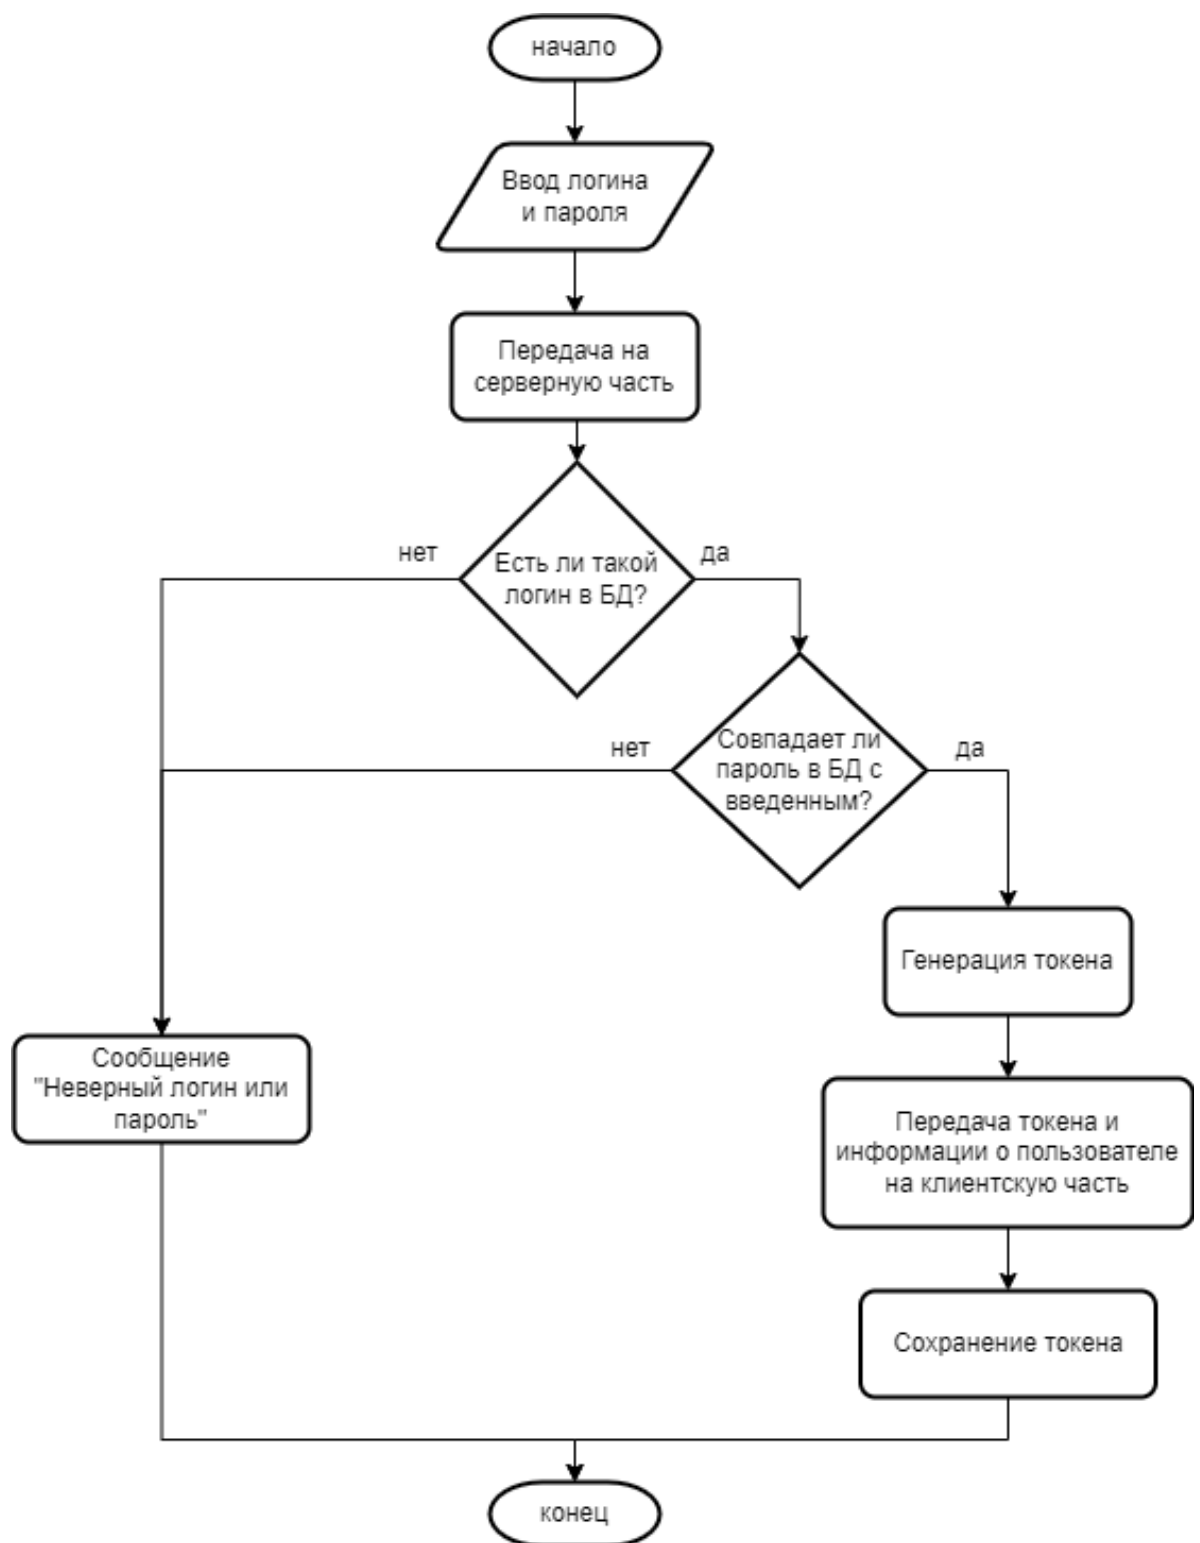 начало
Ввод логина
и пароля
Передача на
серверную часть
нет
Есть ли такой
логин в БД?
да
нет
Совпадает ли
пароль в БД с
введенным?
да
Генерация токена
Сообщение
"Неверный логин или
пароль"
Передача токена и
информации о пользователе
на клиентскую часть
Сохранение токена
конец